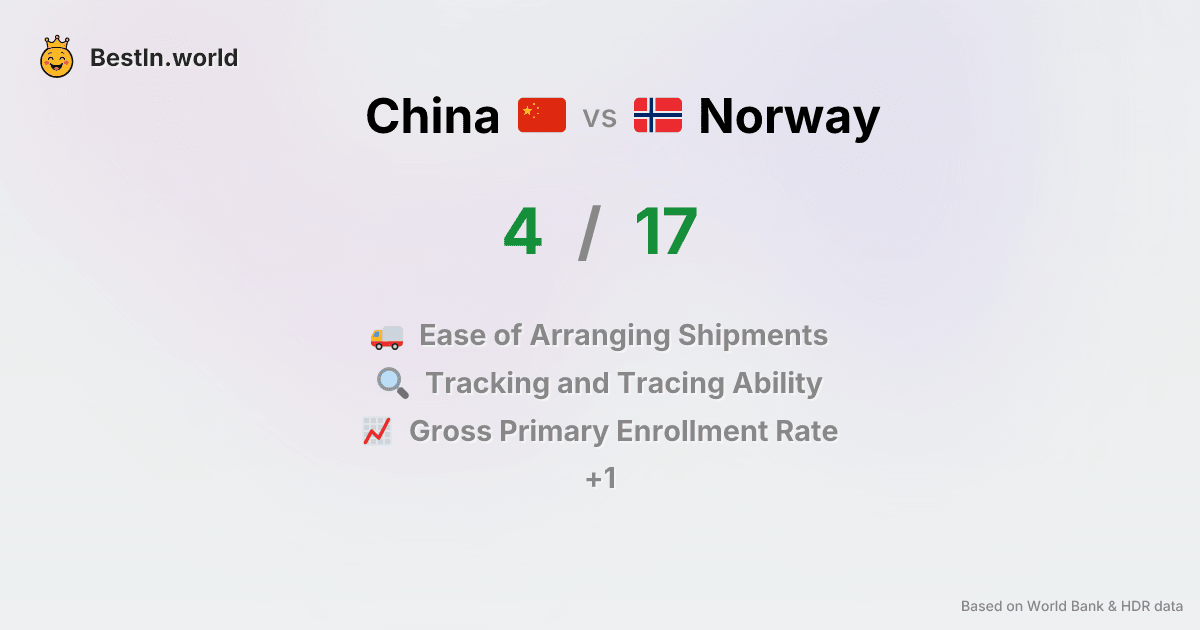 BestIn.world
China vs Norway
4 / 17
Ease of Arranging Shipments
Tracking and Tracing Ability
Gross Primary Enrollment Rate
+1
Based on World Bank & HDR data